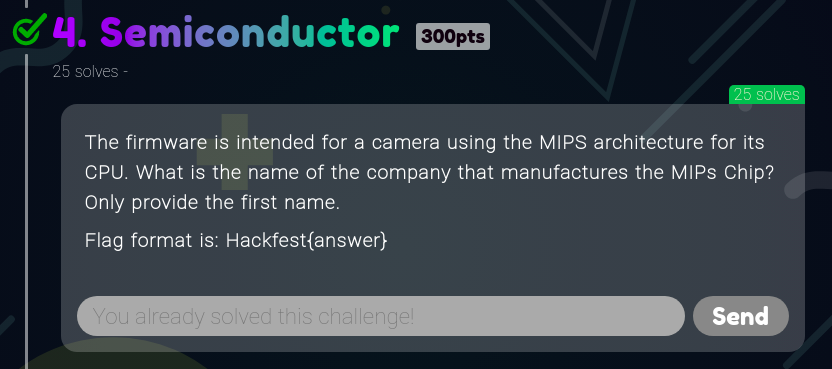 4. Semiconductor 300pts
25 solves -
25 solves
The firmware is intended for a camera using the MIPS architecture for its
CPU. What is the name of the company that manufactures the MIPs Chip?
Only provide the first name.
Flag format is: Hackfest{answer}
You already solved this challenge! Send